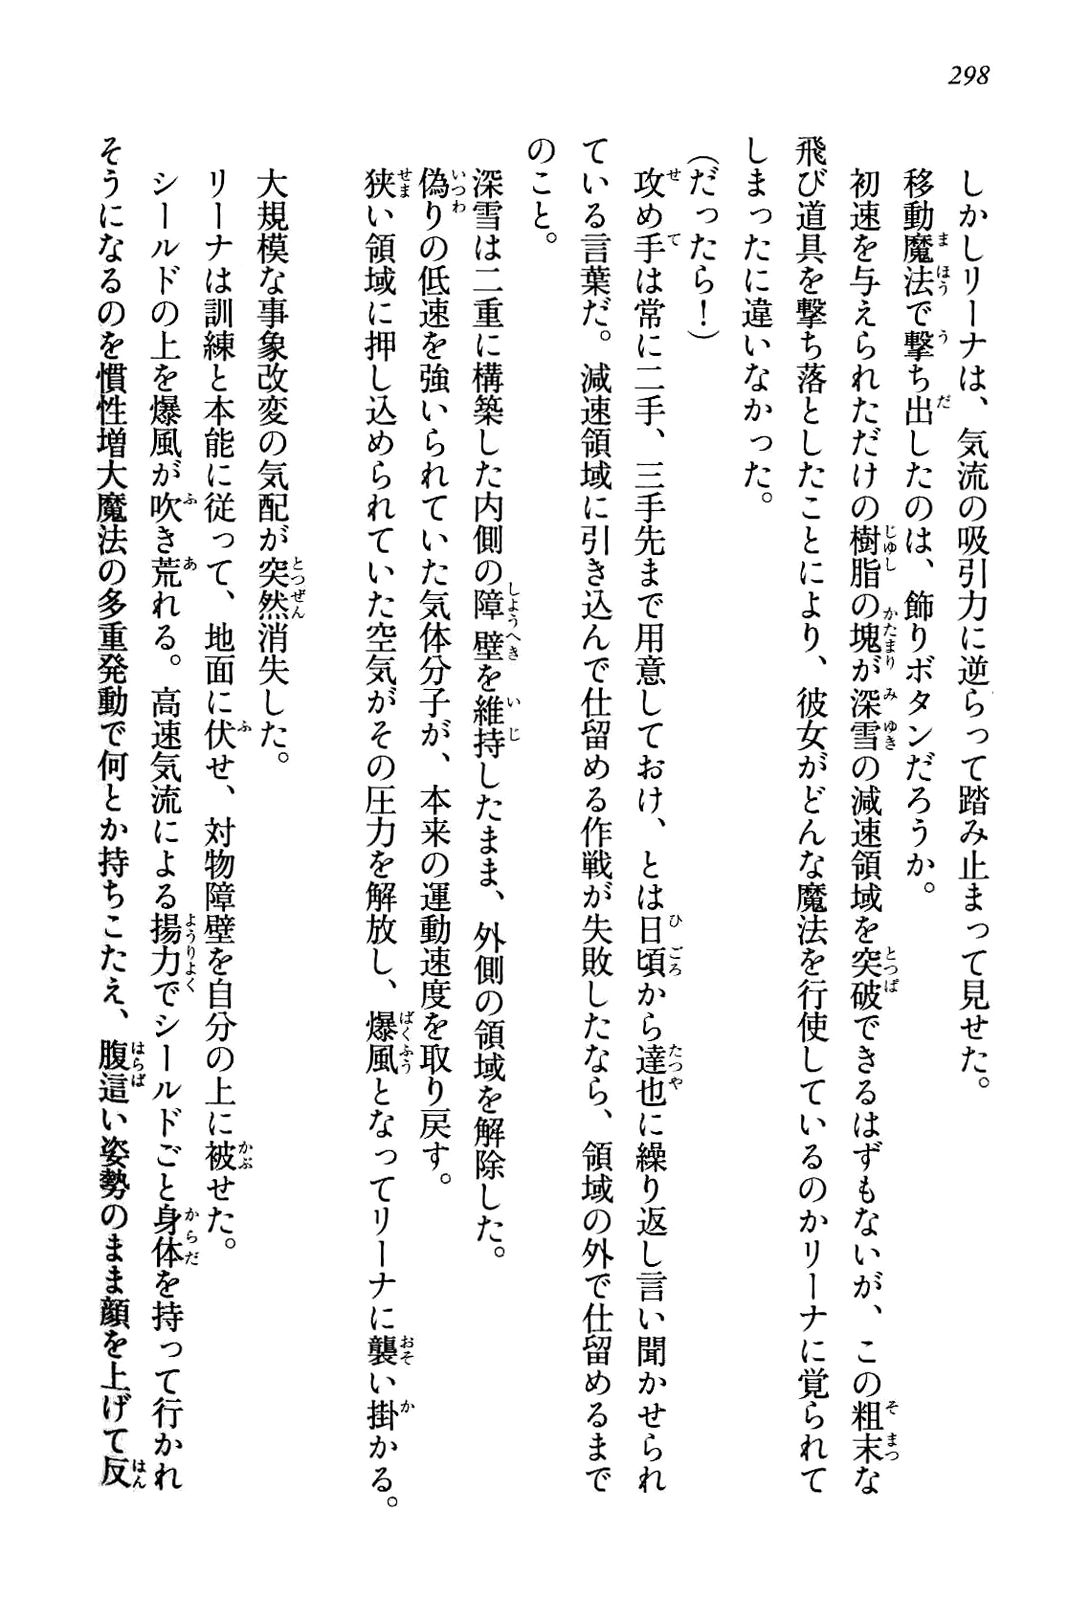 298
しかしリーナは、気流の吸引力に逆らって踏み止まって見せた。
移動魔法で撃ち出したのは、飾りボタンだろうか。
初速を与えられただけの樹脂の塊が深雪の減速領域を突破できるはずもないが、この粗末な
飛び道具を撃ち落としたことにより、彼女がどんな魔法を行使しているのかリーナに覚られて
しまったに違いなかった。
（だったら！）
攻め手は常に二手、三手先まで用意しておけ、とは日頃から達也に繰り返し言い聞かせられ
ている言葉だ。減速領域に引き込んで仕留める作戦が失敗したなら、領域の外で仕留めるまで
のこと。
深雪は二重に構築した内側の障壁を維持したまま、外側の領域を解除した。
偽りの低速を強いられていた気体分子が、本来の運動速度を取り戻す。
狭い領域に押し込められていた空気がその圧力を解放し、爆風となってリーナに襲い掛かる。
大規模な事象改変の気配が突然消失した。
リーナは訓練と本能に従って、地面に伏せ、対物障壁を自分の上に被せた。
シールドの上を爆風が吹き荒れる。高速気流による揚力でシールドごと身体を持って行かれ
そうになるのを慣性増大魔法の多重発動で何とか持ちこたえ、腹這い姿勢のまま顔を上げて反